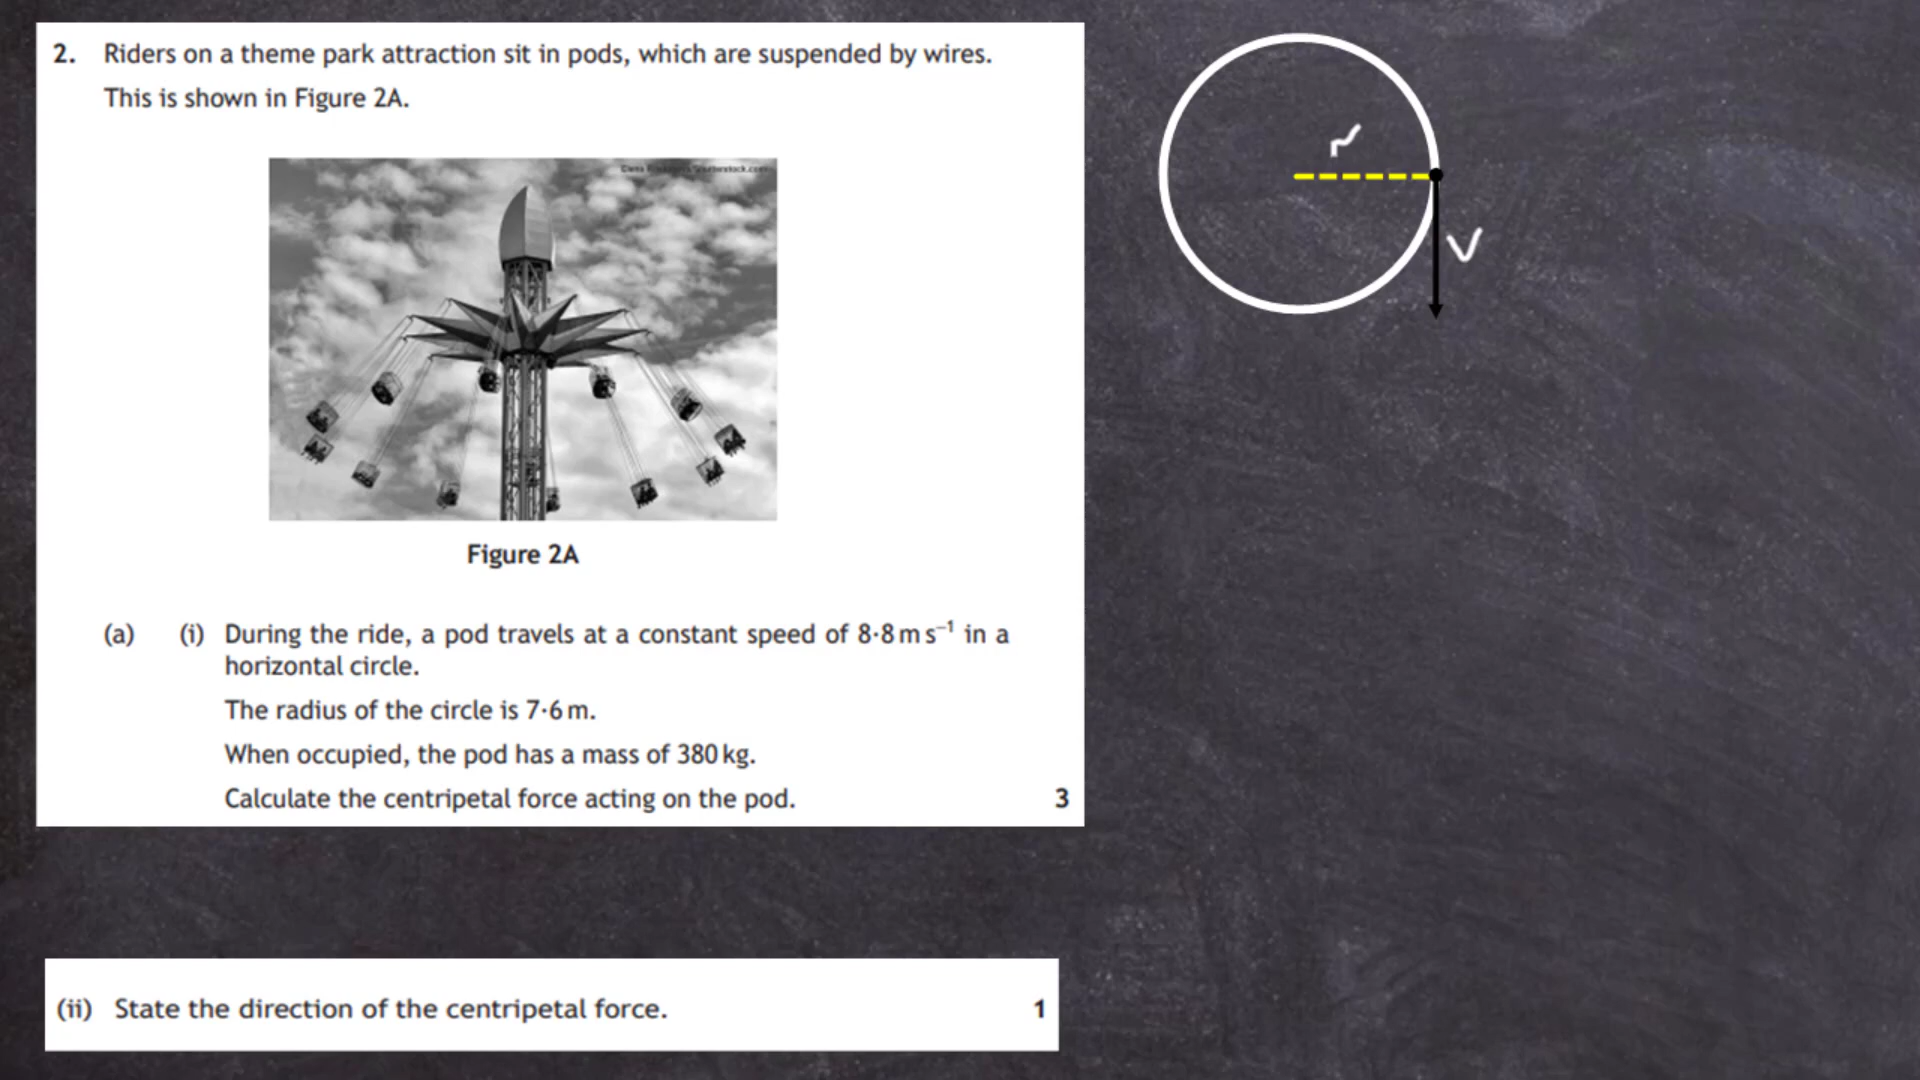 2. Riders on a theme park attraction sit in pods, which are suspended by wires.
This is shown in Figure 2A.
Figure 2A
(a) (i) During the ride, a pod travels at a constant speed of 8·8 m s⁻¹ in a
horizontal circle.
The radius of the circle is 7·6 m.
When occupied, the pod has a mass of 380 kg.
Calculate the centripetal force acting on the pod. 3
(ii) State the direction of the centripetal force. 1
r
v